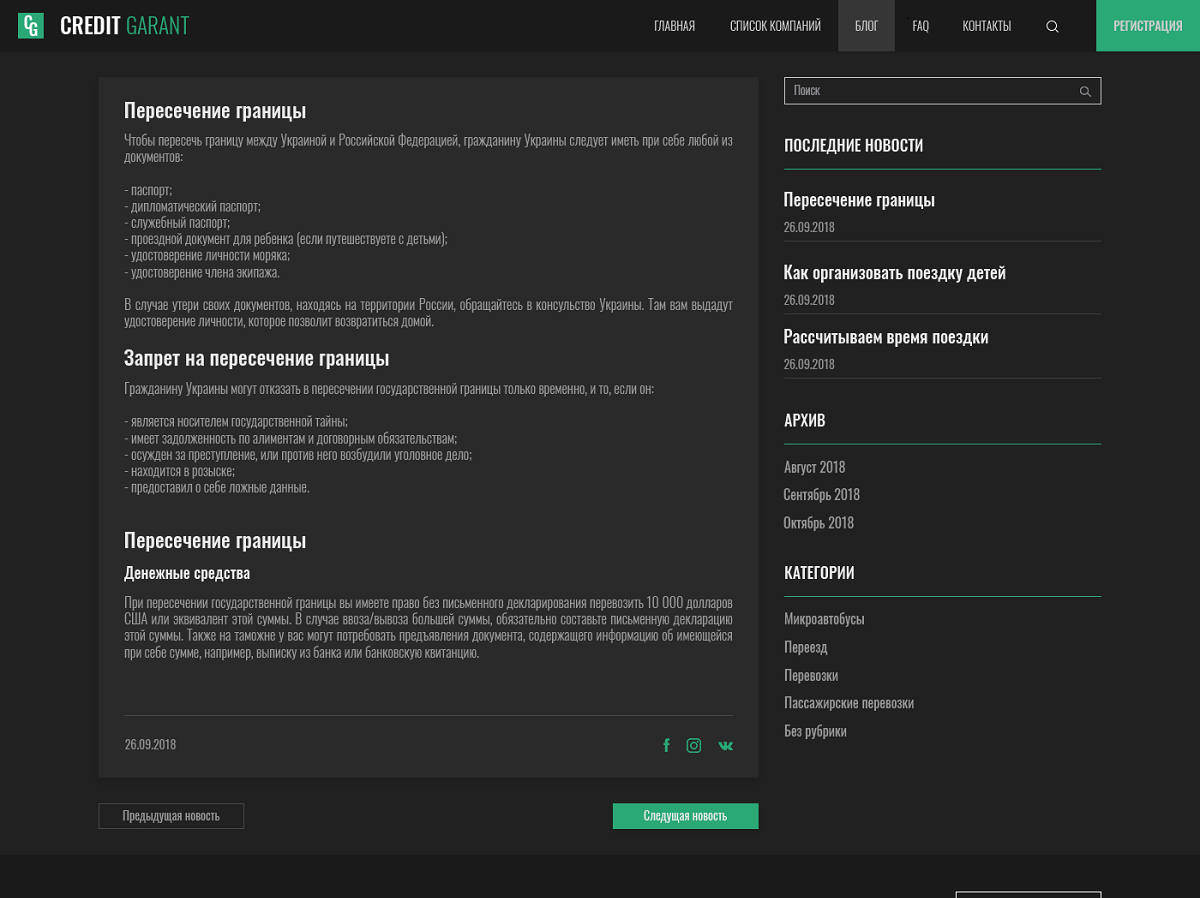 CG CREDIT GARANT
ГЛАВНАЯ СПИСОК КОМПАНИЙ БЛОГ FAQ КОНТАКТЫ РЕГИСТРАЦИЯ
Пересечение границы
Чтобы пересечь границу между Украиной и Российской Федерацией, гражданину Украины следует иметь при себе любой из
документов:
- паспорт;
- дипломатический паспорт;
- служебный паспорт;
- проездной документ для ребенка (если путешествуете с детьми);
- удостоверение личности моряка;
- удостоверение члена экипажа.
В случае утери своих документов, находясь на территории России, обращайтесь в консульство Украины. Там вам выдадут
удостоверение личности, которое позволит возвратиться домой.
Запрет на пересечение границы
Гражданину Украины могут отказать в пересечении государственной границы только временно, и то, если он:
- является носителем государственной тайны;
- имеет задолженность по алиментам и договорным обязательствам;
- осужден за преступление, или против него возбудили уголовное дело;
- находится в розыске;
- предоставил о себе ложные данные.
Пересечение границы
Денежные средства
При пересечении государственной границы вы имеете право без письменного декларирования перевозить 10 000 долларов
США или эквивалент этой суммы. В случае ввоза/вывоза большей суммы, обязательно составьте письменную декларацию
этой суммы. Также на таможне у вас могут потребовать предъявления документа, содержащего информацию об имеющейся
при себе сумме, например, выписку из банка или банковскую квитанцию.
26.09.2018
Предыдущая новость
Следущая новость
Поиск
ПОСЛЕДНИЕ НОВОСТИ
Пересечение границы
26.09.2018
Как организовать поездку детей
26.09.2018
Рассчитываем время поездки
26.09.2018
АРХИВ
Август 2018
Сентябрь 2018
Октябрь 2018
КАТЕГОРИИ
Микроавтобусы
Переезд
Перевозки
Пассажирские перевозки
Без рубрики